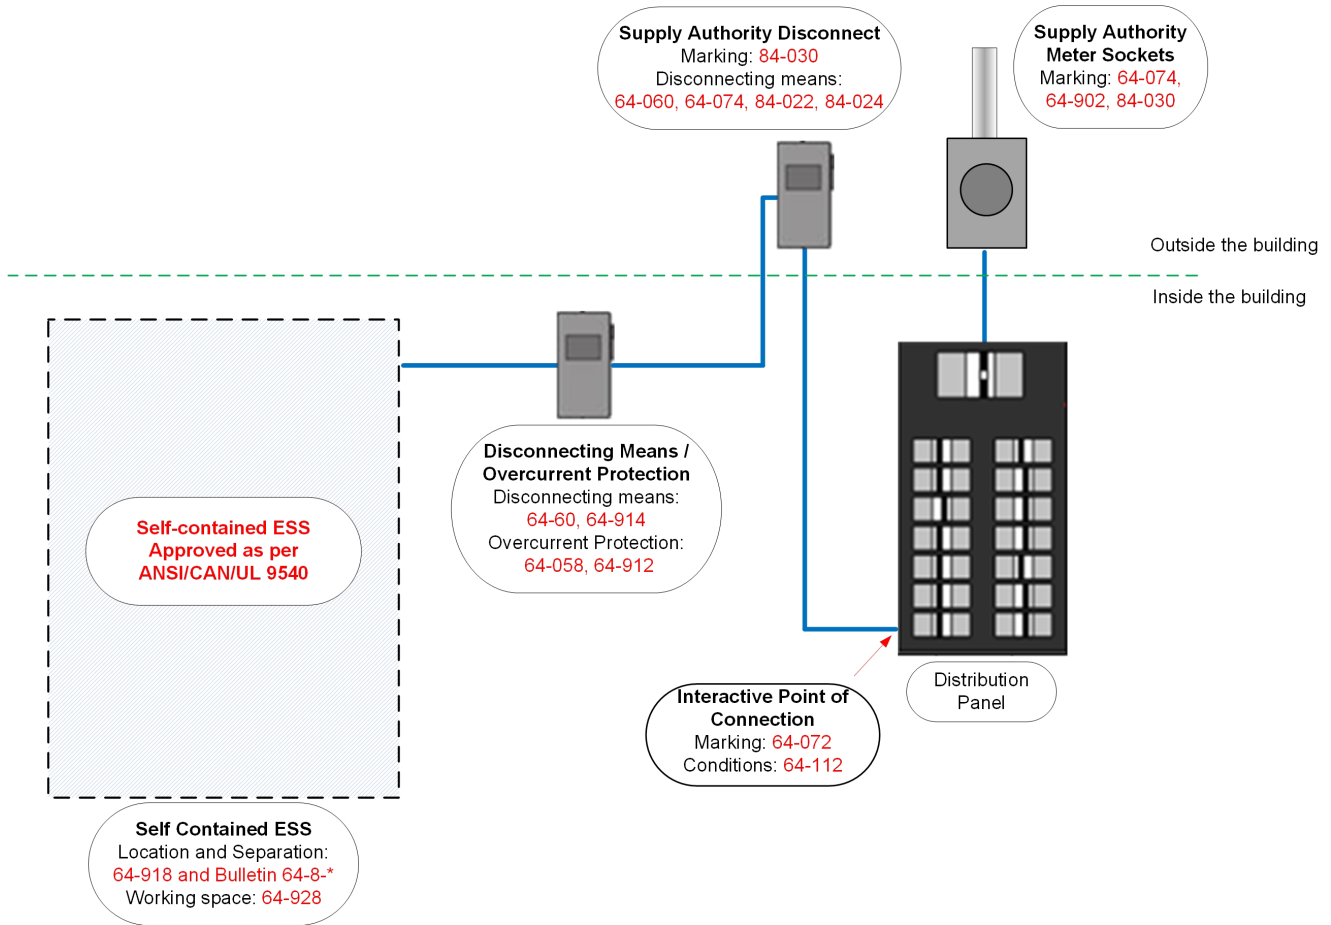 Supply Authority Disconnect
Marking: 84-030
Disconnecting means:
64-060, 64-074, 84-022, 84-024
Supply Authority
Meter Sockets
Marking: 64-074,
64-902, 84-030
Outside the building
Inside the building
Disconnecting Means /
Overcurrent Protection
Disconnecting means:
64-60, 64-914
Overcurrent Protection:
64-058, 64-912
Self-contained ESS
Approved as per
ANSI/CAN/UL 9540
Interactive Point of
Connection
Marking: 64-072
Conditions: 64-112
Distribution
Panel
Self Contained ESS
Location and Separation:
64-918 and Bulletin 64-8-*
Working space: 64-928